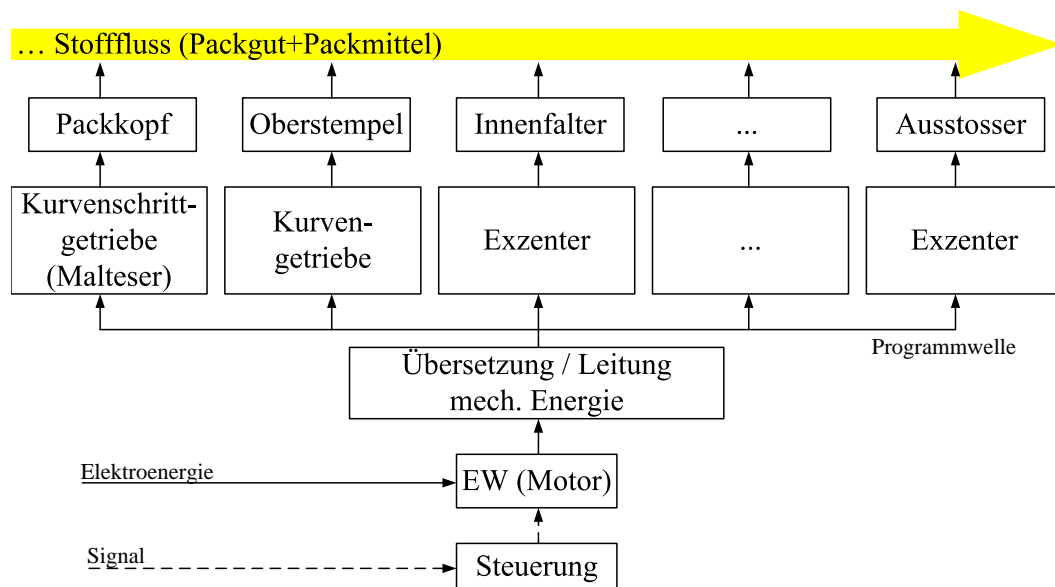 ... Stofffluss (Packgut+Packmittel)
Packkopf
Oberstempel
Innenfalter
...
Ausstosser
Kurvenschritt-
getriebe
(Malteser)
Kurven-
getriebe
Exzenter
...
Exzenter
Programmwelle
Übersetzung / Leitung
mech. Energie
Elektroenergie
EW (Motor)
Signal
Steuerung